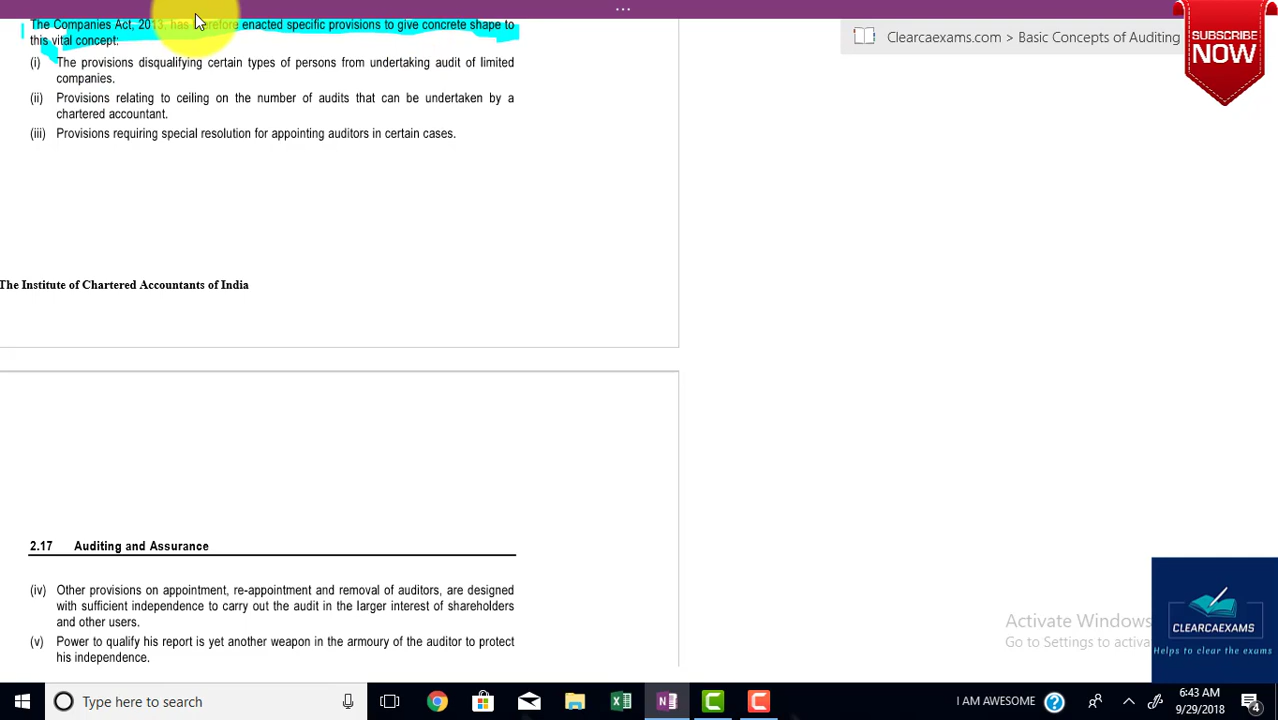 ...
The Companies Act, 2013, has therefore enacted specific provisions to give concrete shape to
this vital concept:
(i) The provisions disqualifying certain types of persons from undertaking audit of limited
companies.
(ii) Provisions relating to ceiling on the number of audits that can be undertaken by a
chartered accountant.
(iii) Provisions requiring special resolution for appointing auditors in certain cases.
The Institute of Chartered Accountants of India
2.17 Auditing and Assurance
(iv) Other provisions on appointment, re-appointment and removal of auditors, are designed
with sufficient independence to carry out the audit in the larger interest of shareholders
and other users.
(v) Power to qualify his report is yet another weapon in the armoury of the auditor to protect
his independence.
Clearcaexams.com > Basic Concepts of Auditing
SUBSCRIBE
NOW
Activate Windows
Go to Settings to activa
CLEARCAEXAMS
Helps to clear the exams
Type here to search
I AM AWESOME
6:43 AM
9/29/2018
4